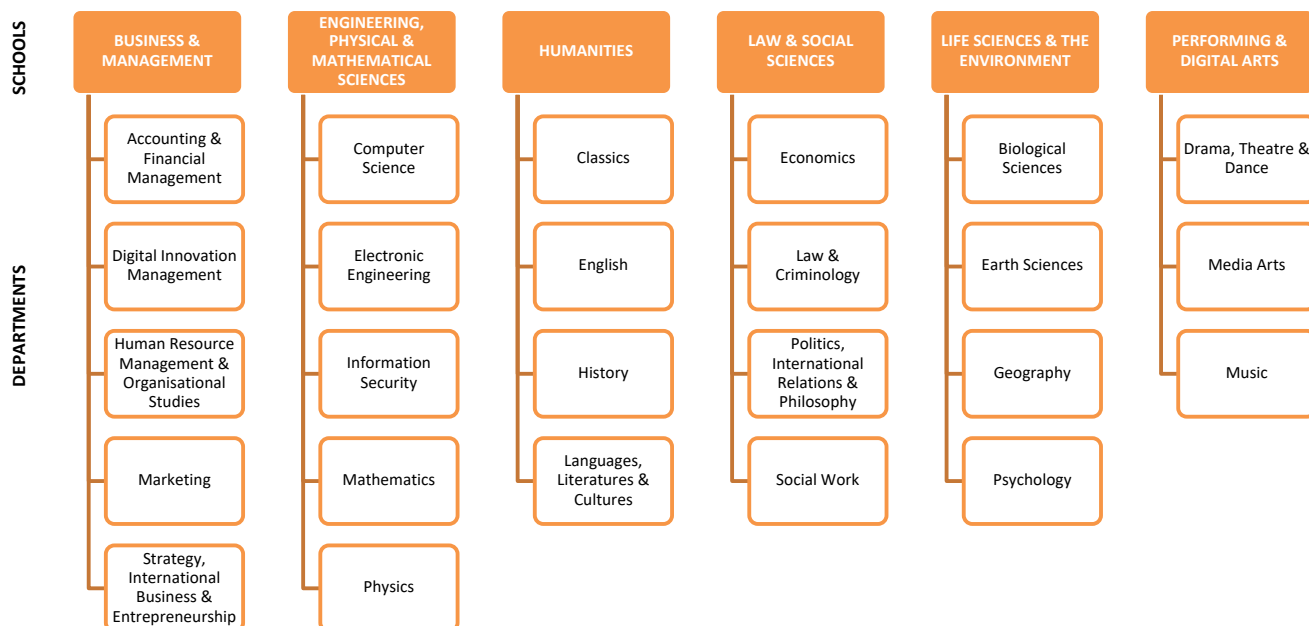 SCHOOLS
BUSINESS &
MANAGEMENT
ENGINEERING,
PHYSICAL &
MATHEMATICAL
SCIENCES
HUMANITIES
LAW & SOCIAL
SCIENCES
LIFE SCIENCES & THE
ENVIRONMENT
PERFORMING &
DIGITAL ARTS
DEPARTMENTS
Accounting &
Financial
Management
Computer
Science
Classics
Economics
Biological
Sciences
Drama, Theatre &
Dance
Digital Innovation
Management
Electronic
Engineering
English
Law &
Criminology
Earth Sciences
Media Arts
Human Resource
Management &
Organisational
Studies
Information
Security
History
Politics,
International
Relations &
Philosophy
Geography
Music
Marketing
Mathematics
Languages,
Literatures &
Cultures
Social Work
Psychology
Strategy,
International
Business &
Entrepreneurship
Physics